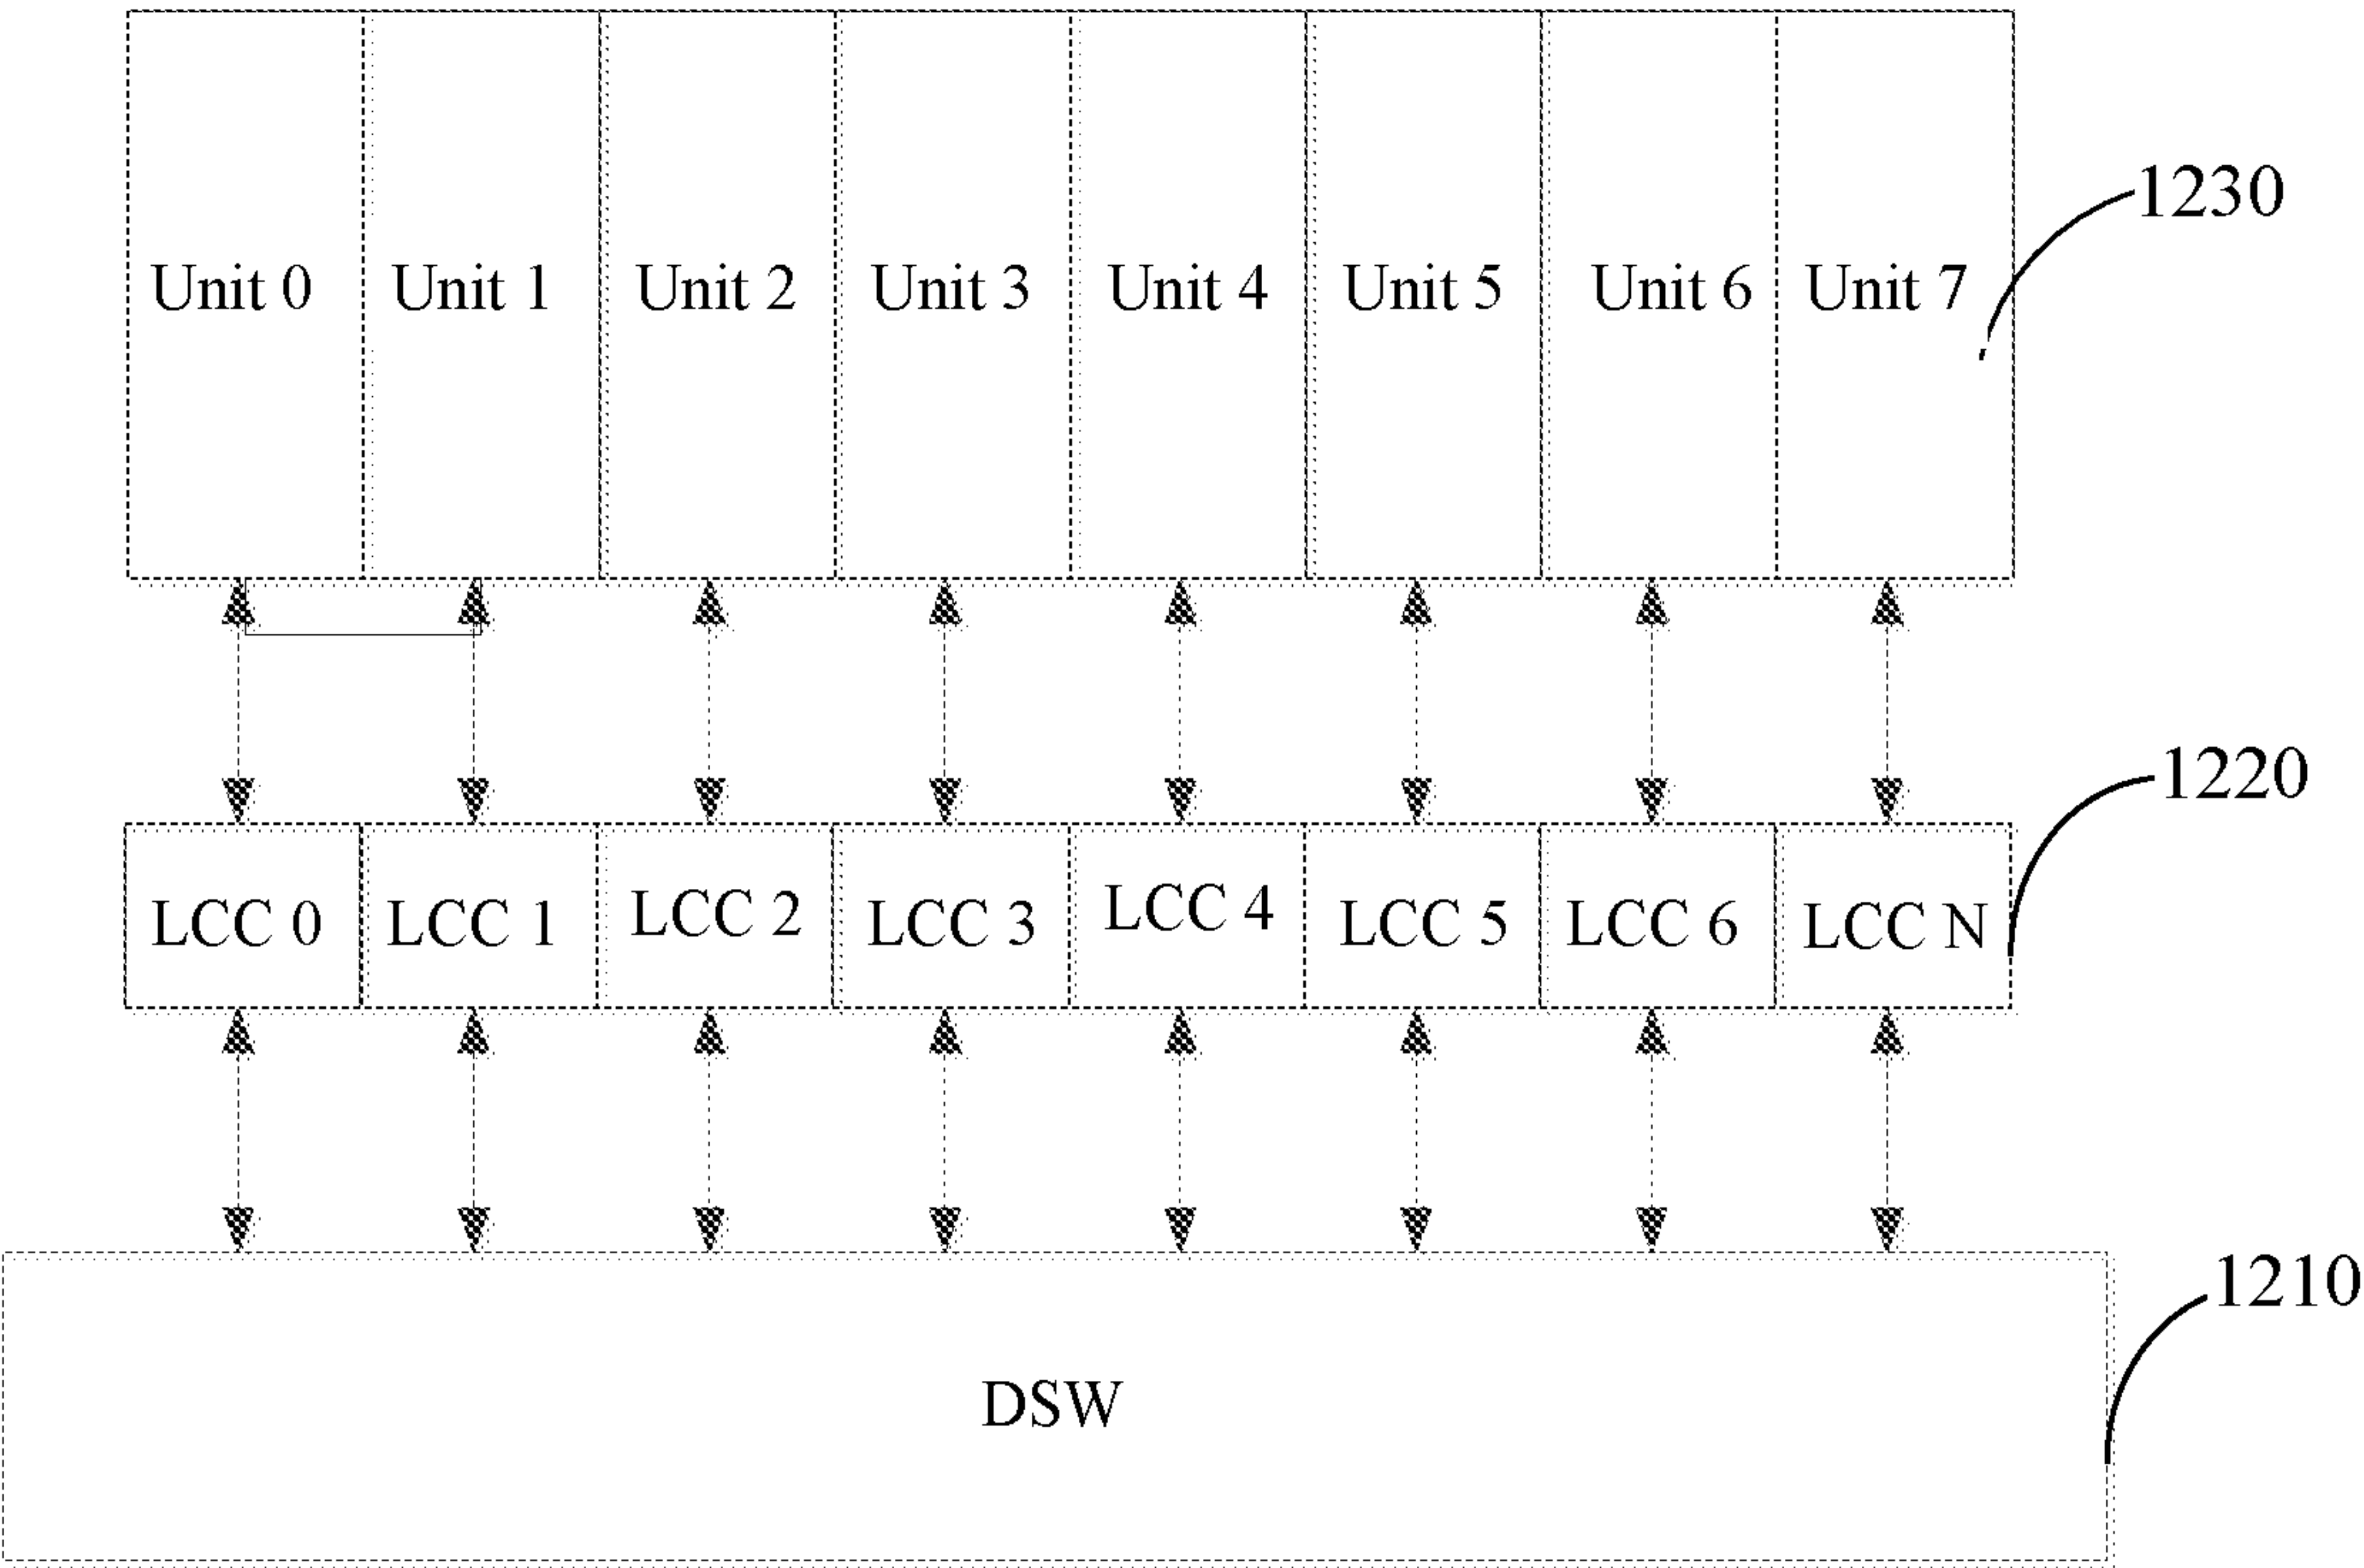 1230
Unit 0 Unit 1 Unit 2 Unit 3 Unit 4 Unit 5 Unit 6 Unit 7
1220
LCC 0 LCC 1 LCC 2 LCC 3 LCC 4 LCC 5 LCC 6 LCC N
1210
DSW